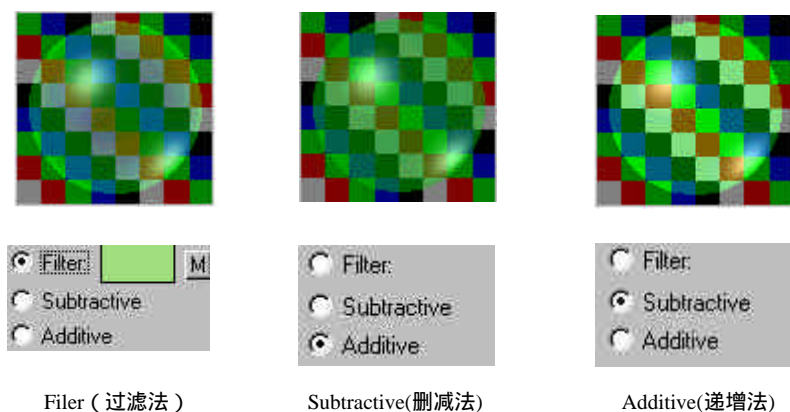 Filter: M
Subtractive
Additive
Filter:
Subtractive
Additive
Filter:
Subtractive
Additive
Filer（过滤法）
Subtractive(删减法)
Additive(递增法)